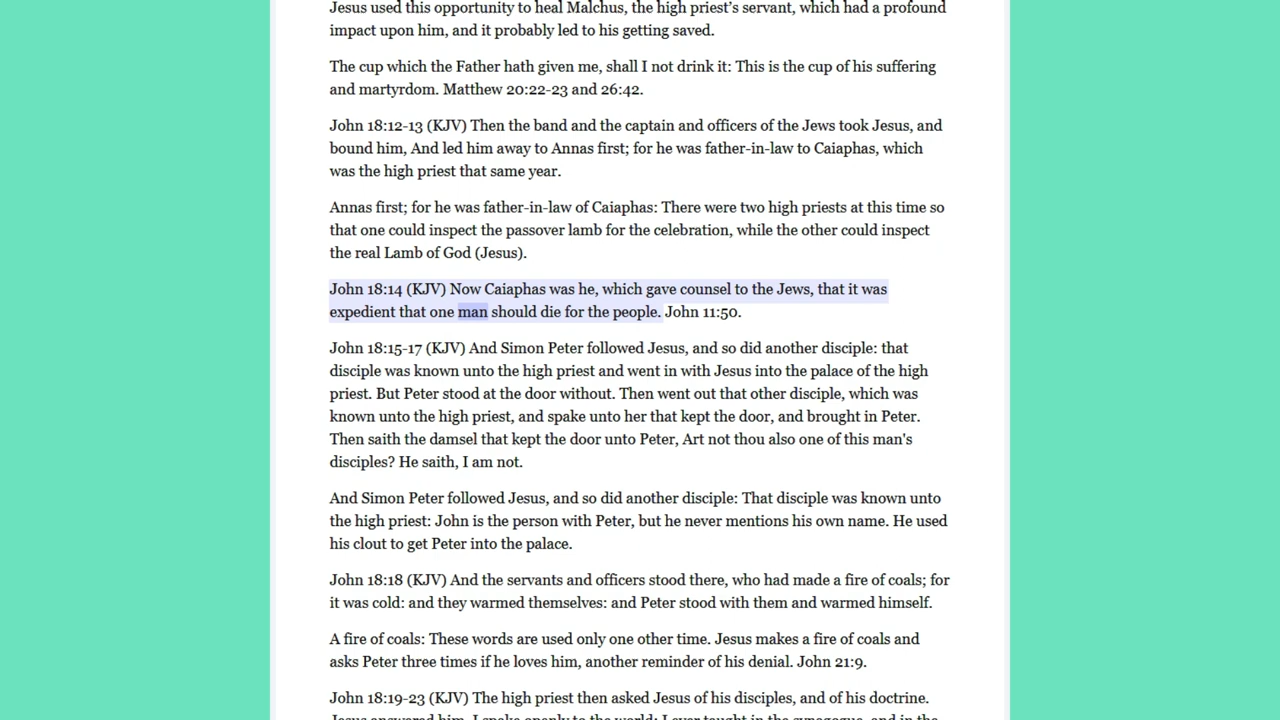 Jesus used this opportunity to heal Malchus, the high priest’s servant, which had a profound
impact upon him, and it probably led to his getting saved.
The cup which the Father hath given me, shall I not drink it: This is the cup of his suffering
and martyrdom. Matthew 20:22-23 and 26:42.
John 18:12-13 (KJV) Then the band and the captain and officers of the Jews took Jesus, and
bound him, And led him away to Annas first; for he was father-in-law to Caiaphas, which
was the high priest that same year.
Annas first; for he was father-in-law of Caiaphas: There were two high priests at this time so
that one could inspect the passover lamb for the celebration, while the other could inspect
the real Lamb of God (Jesus).
John 18:14 (KJV) Now Caiaphas was he, which gave counsel to the Jews, that it was
expedient that one man should die for the people. John 11:50.
John 18:15-17 (KJV) And Simon Peter followed Jesus, and so did another disciple: that
disciple was known unto the high priest and went in with Jesus into the palace of the high
priest. But Peter stood at the door without. Then went out that other disciple, which was
known unto the high priest, and spake unto her that kept the door, and brought in Peter.
Then saith the damsel that kept the door unto Peter, Art not thou also one of this man's
disciples? He saith, I am not.
And Simon Peter followed Jesus, and so did another disciple: That disciple was known unto
the high priest: John is the person with Peter, but he never mentions his own name. He used
his clout to get Peter into the palace.
John 18:18 (KJV) And the servants and officers stood there, who had made a fire of coals; for
it was cold: and they warmed themselves: and Peter stood with them and warmed himself.
A fire of coals: These words are used only one other time. Jesus makes a fire of coals and
asks Peter three times if he loves him, another reminder of his denial. John 21:9.
John 18:19-23 (KJV) The high priest then asked Jesus of his disciples, and of his doctrine.
Jesus answered him, I spake openly to the world; I ever taught in the synagogue, and in the